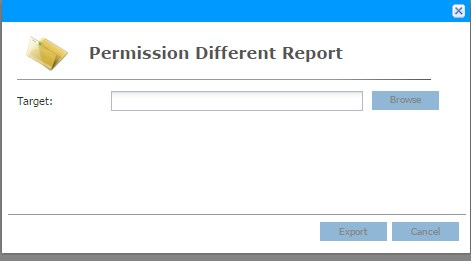 Permission Different Report
Target:
Browse
Export
Cancel